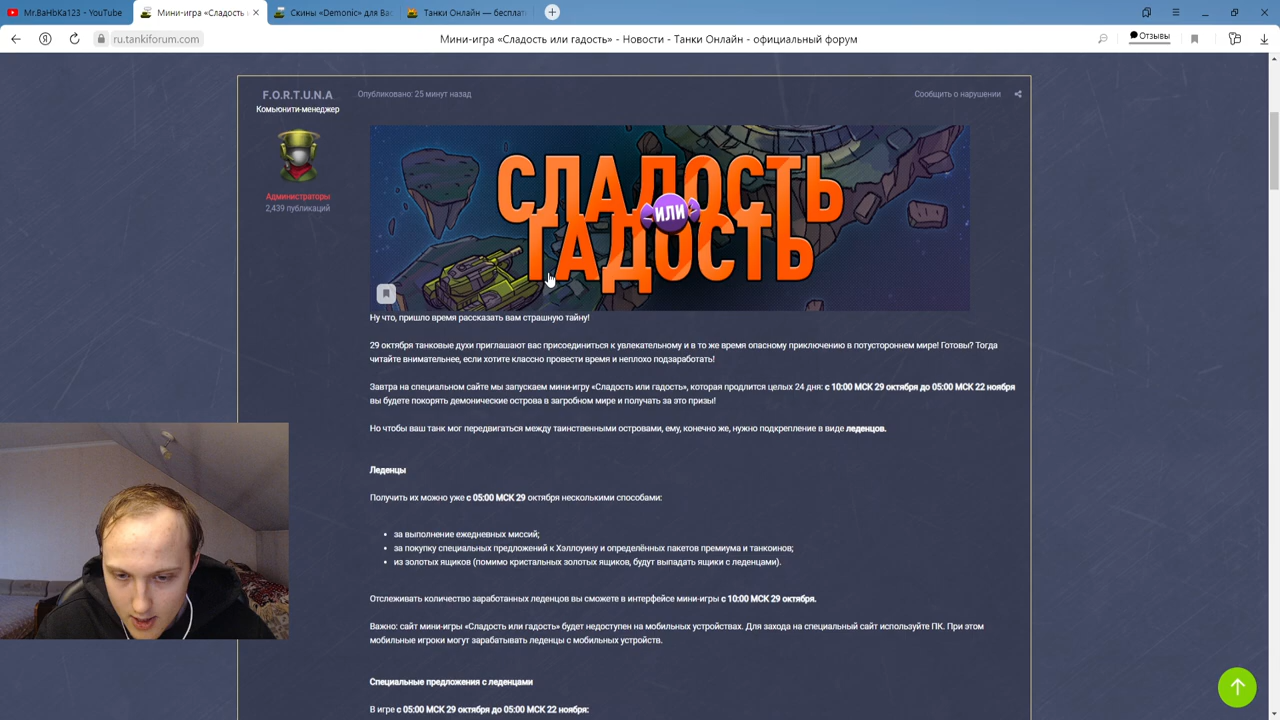 Mr.BaHbKa123 - YouTube
Мини-игра «Сладость
Скины «Demonic» для Ва
Танки Онлайн — бесплат
ru.tankiforum.com
Мини-игра «Сладость или гадость» - Новости - Танки Онлайн - официальный форум
Отзывы
F.O.R.T.U.N.A
Комьюнити-менеджер
Администраторы
2,439 публикаций
Опубликовано: 25 минут назад
Сообщить о нарушении
СЛАДОСТЬ
ИЛИ
ГАДОСТЬ
Ну что, пришло время рассказать вам страшную тайну!
29 октября танковые духи приглашают вас присоединиться к увлекательному и в то же время опасному приключению в потустороннем мире! Готовы? Тогда
читайте внимательнее, если хотите классно провести время и неплохо подзаработать!
Завтра на специальном сайте мы запускаем мини-игру «Сладость или гадость», которая продлится целых 24 дня: с 10:00 МСК 29 октября до 05:00 МСК 22 ноября
вы будете покорять демонические острова в загробном мире и получать за это призы!
Но чтобы ваш танк мог передвигаться между таинственными островами, ему, конечно же, нужно подкрепление в виде леденцов.
Леденцы
Получить их можно уже с 05:00 МСК 29 октября несколькими способами:
за выполнение ежедневных миссий;
за покупку специальных предложений к Хэллоуину и определённых пакетов премиума и танкоинов;
из золотых ящиков (помимо кристальных золотых ящиков, будут выпадать ящики с леденцами).
Отслеживать количество заработанных леденцов вы сможете в интерфейсе мини-игры с 10:00 МСК 29 октября.
Важно: сайт мини-игры «Сладость или гадость» будет недоступен на мобильных устройствах. Для захода на специальный сайт используйте ПК. При этом
мобильные игроки могут зарабатывать леденцы с мобильных устройств.
Специальные предложения с леденцами
В игре с 05:00 МСК 29 октября до 05:00 МСК 22 ноября: